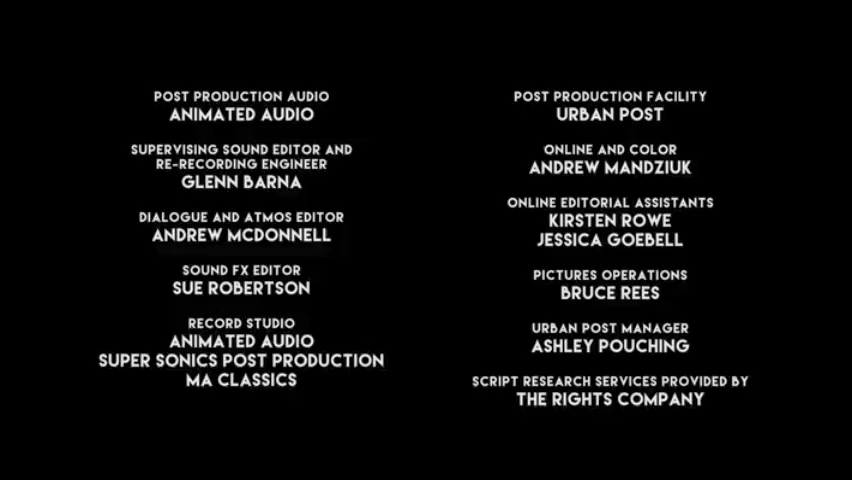 POST PRODUCTION AUDIO
ANIMATED AUDIO
SUPERVISING SOUND EDITOR AND
RE-RECORDING ENGINEER
GLENN BARNA
DIALOGUE AND ATMOS EDITOR
ANDREW MCDONNELL
SOUND FX EDITOR
SUE ROBERTSON
RECORD STUDIO
ANIMATED AUDIO
SUPER SONICS POST PRODUCTION
MA CLASSICS
POST PRODUCTION FACILITY
URBAN POST
ONLINE AND COLOR
ANDREW MANDZIUK
ONLINE EDITORIAL ASSISTANTS
KIRSTEN ROWE
JESSICA GOEBELL
PICTURES OPERATIONS
BRUCE REES
URBAN POST MANAGER
ASHLEY POUCHING
SCRIPT RESEARCH SERVICES PROVIDED BY
THE RIGHTS COMPANY